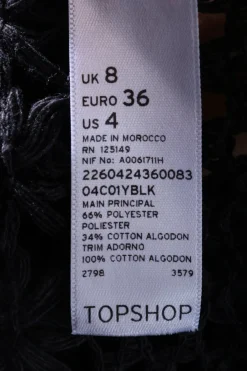 UK 8
EURO 36
US 4
MADE IN MOROCCO
RN 125149
NIF No: A0061711H
2260424360083
04C01YBLK
MAIN PRINCIPAL
66% POLYESTER
POLIESTER
34% COTTON ALGODON
TRIM ADORNO
100% COTTON ALGODON
2798 3579
TOPSHOP